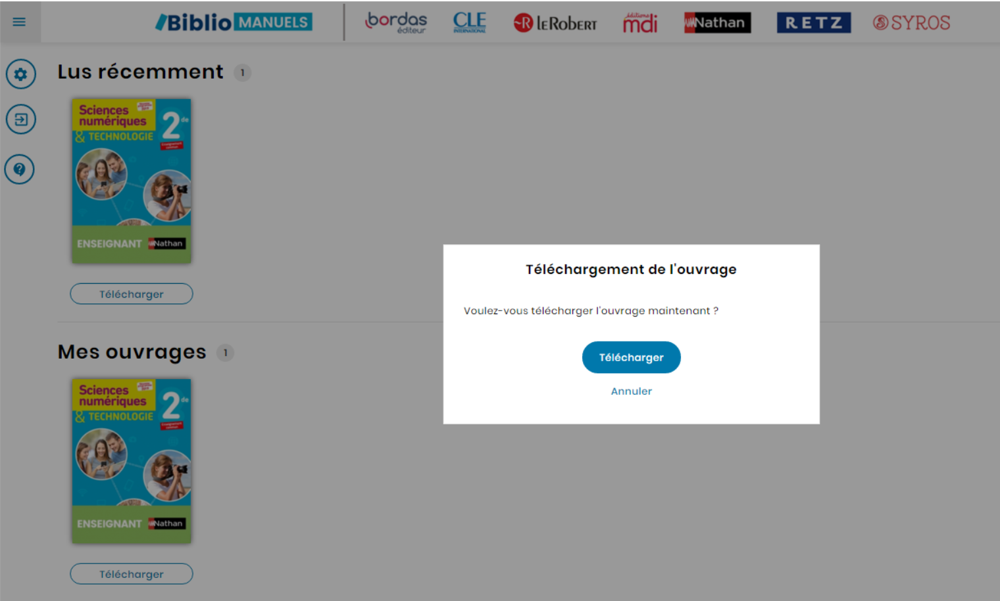 Biblio MANUELS
bordas
éditeur
CLE
INTERNATIONAL
R LEROBERT
éditions
mdi
Nathan
RETZ
SYROS
Lus récemment 1
Sciences
numériques
& TECHNOLOGIE
2de
ENSEIGNANT Nathan
Télécharger
Téléchargement de l'ouvrage
Voulez-vous télécharger l'ouvrage maintenant ?
Télécharger
Annuler
Mes ouvrages 1
Sciences
numériques
& TECHNOLOGIE
2de
ENSEIGNANT Nathan
Télécharger